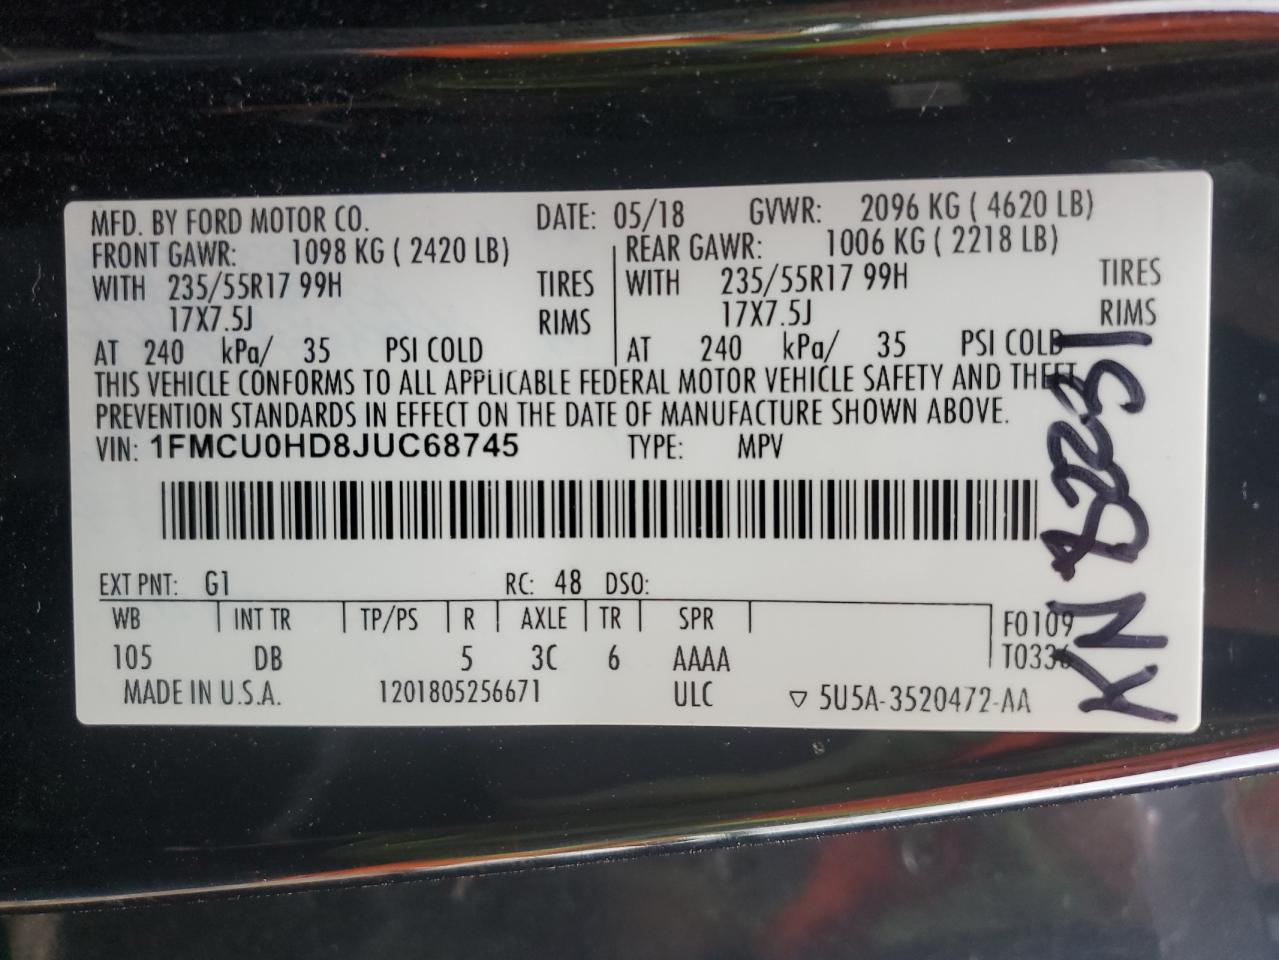 MFD. BY FORD MOTOR CO. DATE: 05/18 GVWR: 2096 KG ( 4620 LB)
FRONT GAWR: 1098 KG ( 2420 LB) REAR GAWR: 1006 KG ( 2218 LB)
WITH 235/55R17 99H TIRES WITH 235/55R17 99H TIRES
17X7.5J RIMS 17X7.5J RIMS
AT 240 kPa/ 35 PSI COLD AT 240 kPa/ 35 PSI COLD
THIS VEHICLE CONFORMS TO ALL APPLICABLE FEDERAL MOTOR VEHICLE SAFETY AND THEFT
PREVENTION STANDARDS IN EFFECT ON THE DATE OF MANUFACTURE SHOWN ABOVE.
VIN: 1FMCU0HD8JUC68745 TYPE: MPV
EXT PNT: G1 RC: 48 DSO:
WB INT TR TP/PS R AXLE TR SPR F0109
105 DB 5 3C 6 AAAA T0336
MADE IN U.S.A. 1201805256671 ULC ▽ 5U5A-3520472-AA
KN